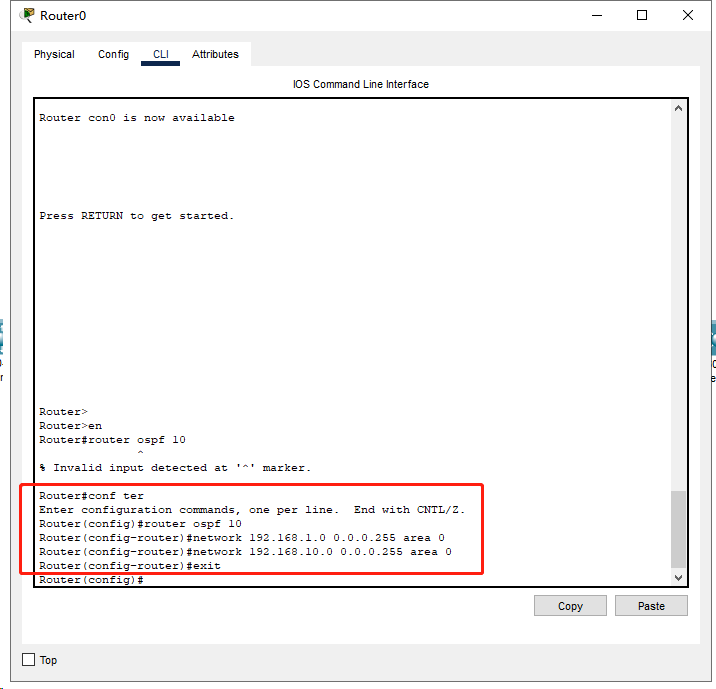 Router0
Physical Config CLI Attributes
IOS Command Line Interface
Router con0 is now available
Press RETURN to get started.
Router>
Router>en
Router#router ospf 10
^
% Invalid input detected at '^' marker.
Router#conf ter
Enter configuration commands, one per line.  End with CNTL/Z.
Router(config)#router ospf 10
Router(config-router)#network 192.168.1.0 0.0.0.255 area 0
Router(config-router)#network 192.168.10.0 0.0.0.255 area 0
Router(config-router)#exit
Router(config)#
Copy Paste
Top